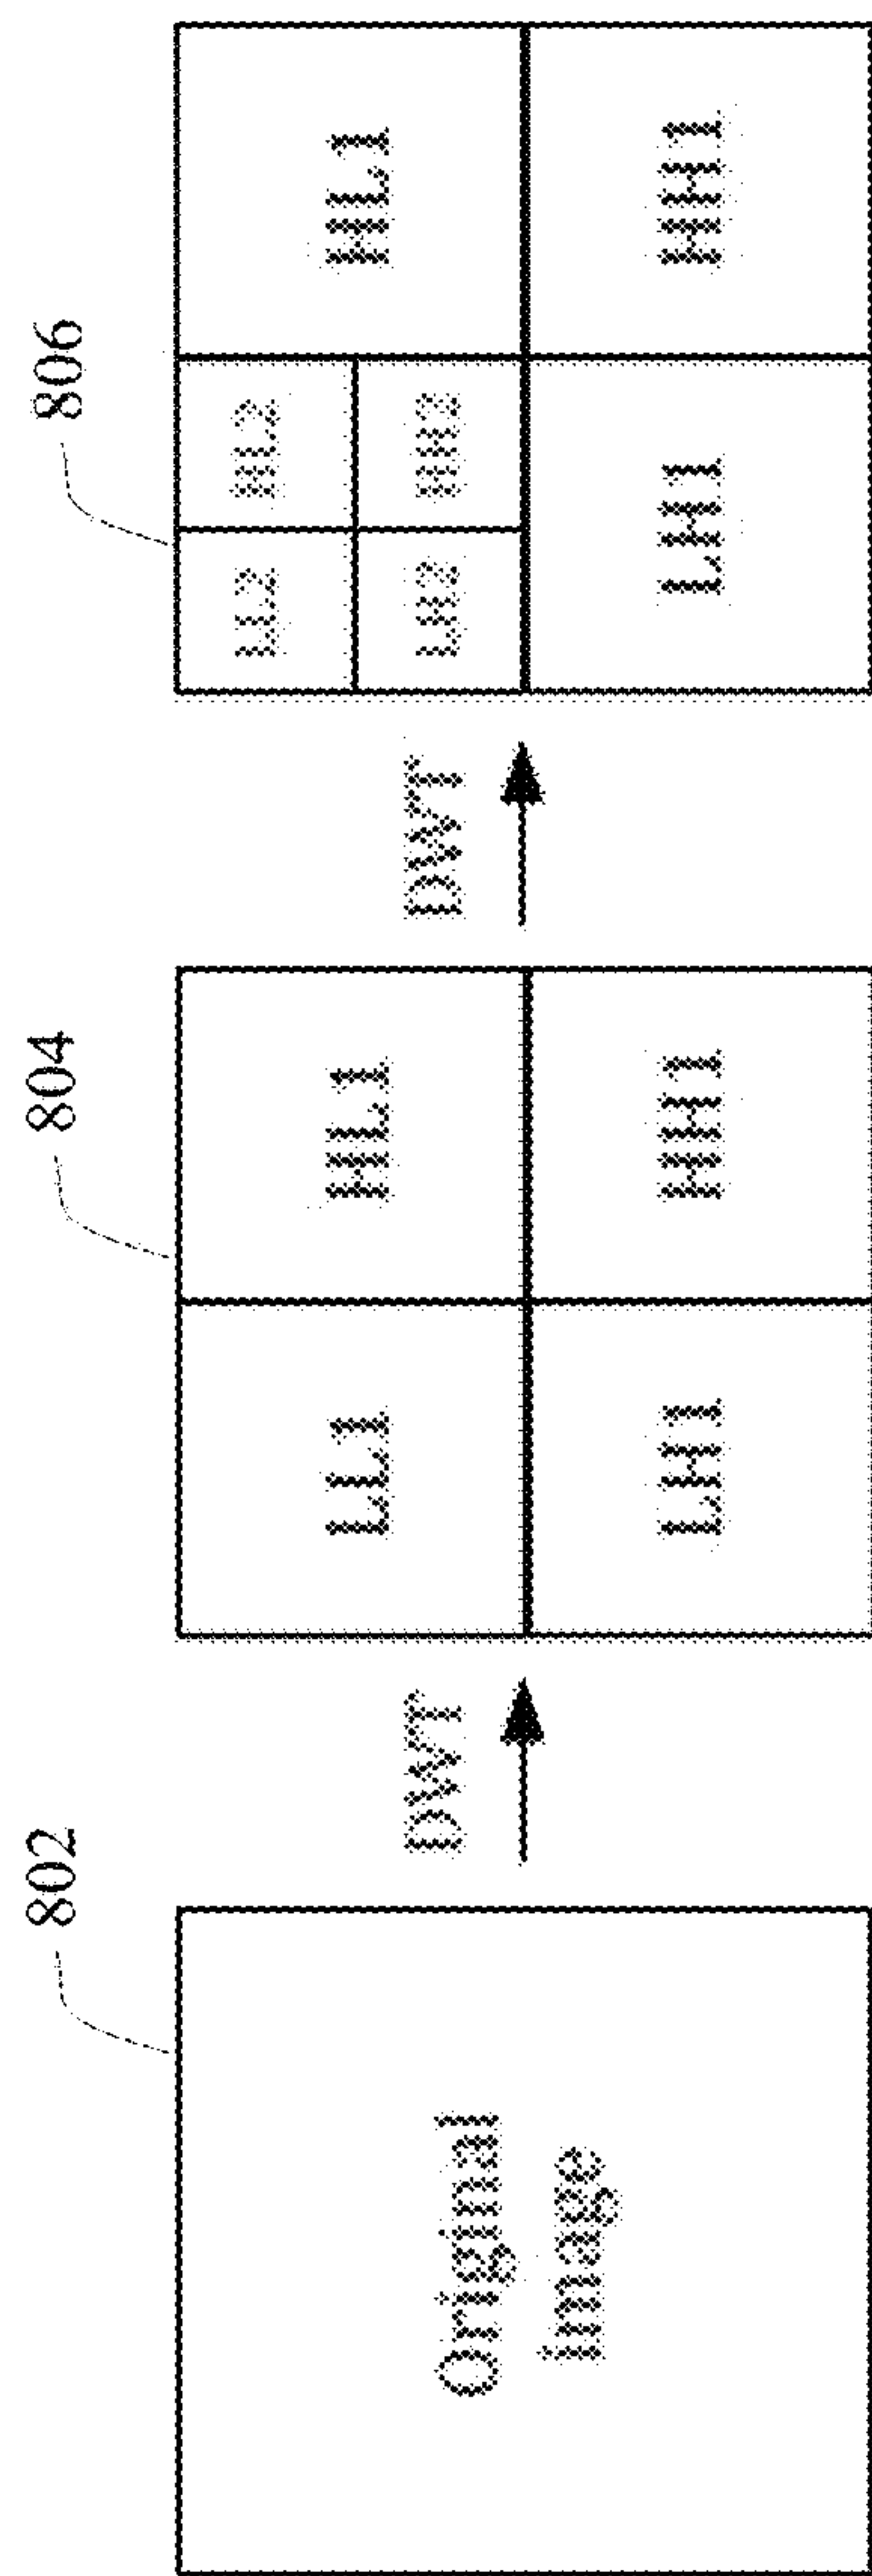 802
804
806
Original
image
DWT
LL1 HL1
LH1 HH1
DWT
LL2 HL2
LH2 HH2
HL1
LH1 HH1